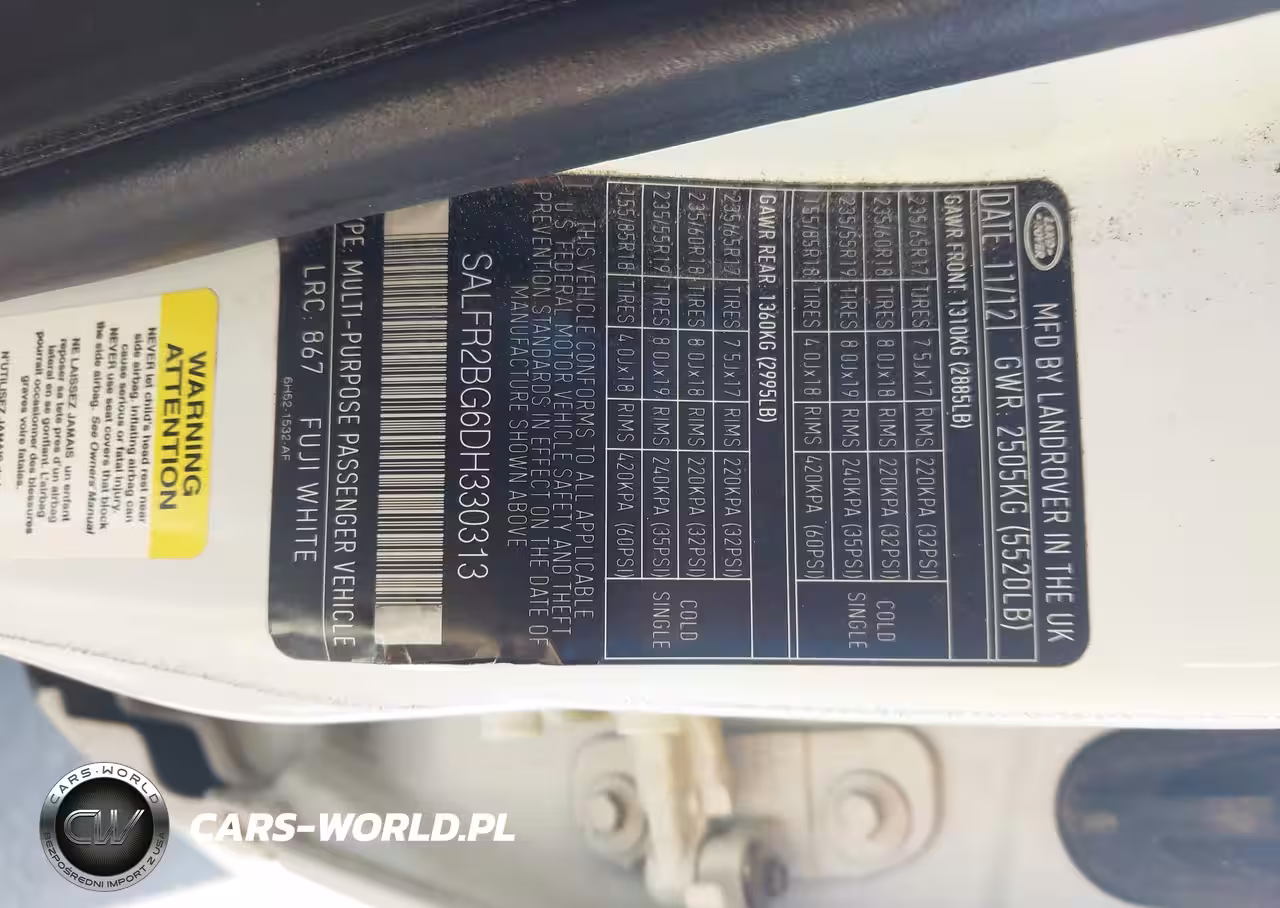 LAND ROVER
MFD BY LANDROVER IN THE UK
DATE 11/12 GWR: 2505KG (5520LB)
GAWR FRONT: 1310KG (2885LB)
235/65R17 TIRES 7.5Jx17 RIMS 220KPA (32PSI)
235/60R18 TIRES 8.0Jx18 RIMS 220KPA (32PSI)
235/55R19 TIRES 8.0Jx19 RIMS 240KPA (35PSI)
155/85R18 TIRES 4.0Jx18 RIMS 420KPA (60PSI)
COLD
SINGLE
GAWR REAR: 1360KG (2995LB)
235/65R17 TIRES 7.5Jx17 RIMS 220KPA (32PSI)
235/60R18 TIRES 8.0Jx18 RIMS 220KPA (32PSI)
235/55R19 TIRES 8.0Jx19 RIMS 240KPA (35PSI)
155/85R18 TIRES 4.0Jx18 RIMS 420KPA (60PSI)
COLD
SINGLE
THIS VEHICLE CONFORMS TO ALL APPLICABLE
U.S. FEDERAL MOTOR VEHICLE SAFETY AND THEFT
PREVENTION STANDARDS IN EFFECT ON THE DATE OF
MANUFACTURE SHOWN ABOVE
SALFR2BG6DH330313
YPE: MULTI-PURPOSE PASSENGER VEHICLE
LRC: 867 FUJI WHITE
6H52-1532-AF
WARNING
ATTENTION
NEVER let child's head rest near
side airbag. Inflating airbag can
cause serious or fatal injury.
NEVER use seat covers that block
the side airbag. See Owners' Manual
NE LAISSEZ JAMAIS un enfant
reposer sa tete pres d'un airbag
lateral en se gonflant. L'airbag
pourrait occasionner des blessures
graves voire fatales.
N'UTILISEZ JAMAIS
CARS-WORLD
CW
BEZPOŚREDNI IMPORT Z USA
CARS-WORLD.PL